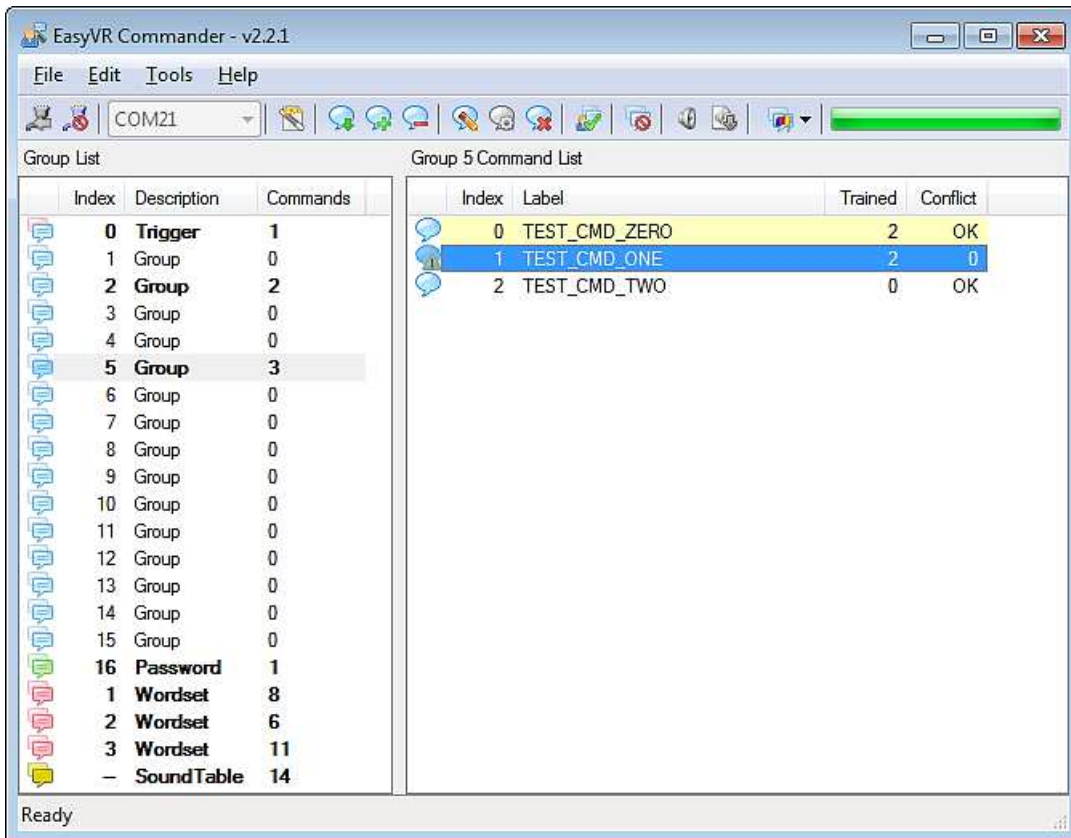 EasyVR Commander - v2.2.1
File Edit Tools Help
COM21
Group List
Group 5 Command List
Index Description Commands
0 Trigger 1
1 Group 0
2 Group 2
3 Group 0
4 Group 0
5 Group 3
6 Group 0
7 Group 0
8 Group 0
9 Group 0
10 Group 0
11 Group 0
12 Group 0
13 Group 0
14 Group 0
15 Group 0
16 Password 1
1 Wordset 8
2 Wordset 6
3 Wordset 11
– SoundTable 14
Index Label Trained Conflict
0 TEST_CMD_ZERO 2 OK
1 TEST_CMD_ONE 2 0
2 TEST_CMD_TWO 0 OK
Ready